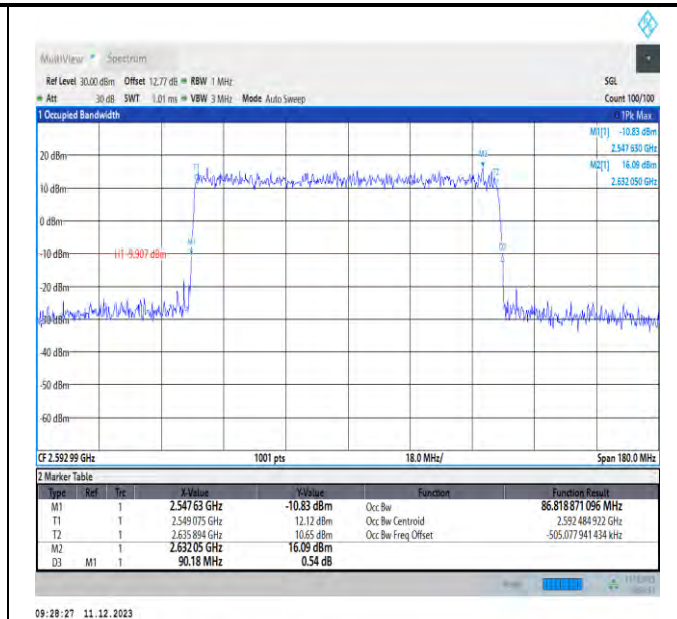 MultiView Spectrum
Ref Level 30.00 dBm Offset 12.77 dB RBW 1 MHz SGL
Att 30 dB SWT 1.01 ms VBW 3 MHz Mode Auto Sweep Count 100/100
1 Occupied Bandwidth 1Pk Max
M1[1] -10.83 dBm
2.547 630 GHz
M2[1] 16.09 dBm
2.632 050 GHz
20 dBm
M2
T1
T2
10 dBm
0 dBm
M1
D3
-10 dBm
H1 -9.907 dBm
-20 dBm
-30 dBm
-40 dBm
-50 dBm
-60 dBm
CF 2.592 99 GHz 1001 pts 18.0 MHz/ Span 180.0 MHz
2 Marker Table
Type Ref Trc X-Value Y-Value Function Function Result
M1 1 2.547 63 GHz -10.83 dBm Occ Bw 86.818 871 096 MHz
T1 1 2.549 075 GHz 12.12 dBm Occ Bw Centroid 2.592 484 922 GHz
T2 1 2.635 894 GHz 10.65 dBm Occ Bw Freq Offset -505.077 941 434 kHz
M2 1 2.632 05 GHz 16.09 dBm
D3 M1 1 90.18 MHz 0.54 dB
09:28:27 11.12.2023